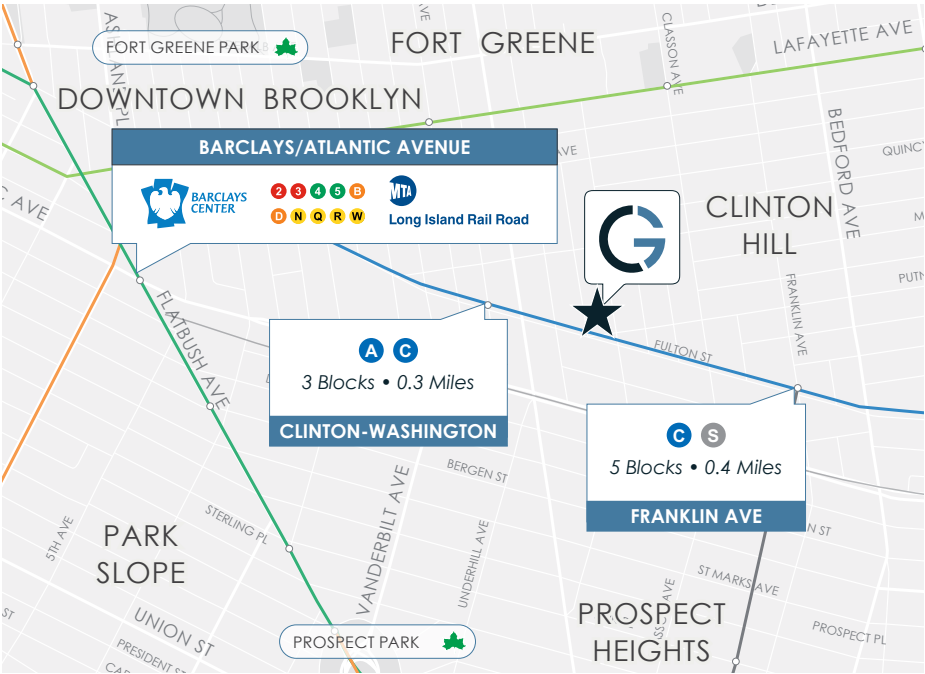 FORT GREENE PARK
FORT GREENE
CLASSON AVE
LAFAYETTE AVE
DOWNTOWN BROOKLYN
BARCLAYS/ATLANTIC AVENUE
BARCLAYS
CENTER
2 3 4 5 B
D N Q R W
MTA
Long Island Rail Road
AVE
AVE
BEDFORD AVE
C AVE
CLINTON
HILL
FRANKLIN AVE
FLATBUSH AVE
FULTON ST
A C
3 Blocks • 0.3 Miles
CLINTON-WASHINGTON
C S
5 Blocks • 0.4 Miles
FRANKLIN AVE
BERGEN ST
VANDERBILT AVE
UNDERHILL AVE
STERLING PL
5TH AVE
PARK
SLOPE
N ST
ST MARKS AVE
UNION ST
PRESIDENT ST
PROSPECT PARK
PROSPECT
HEIGHTS
PROSPECT PL
ST